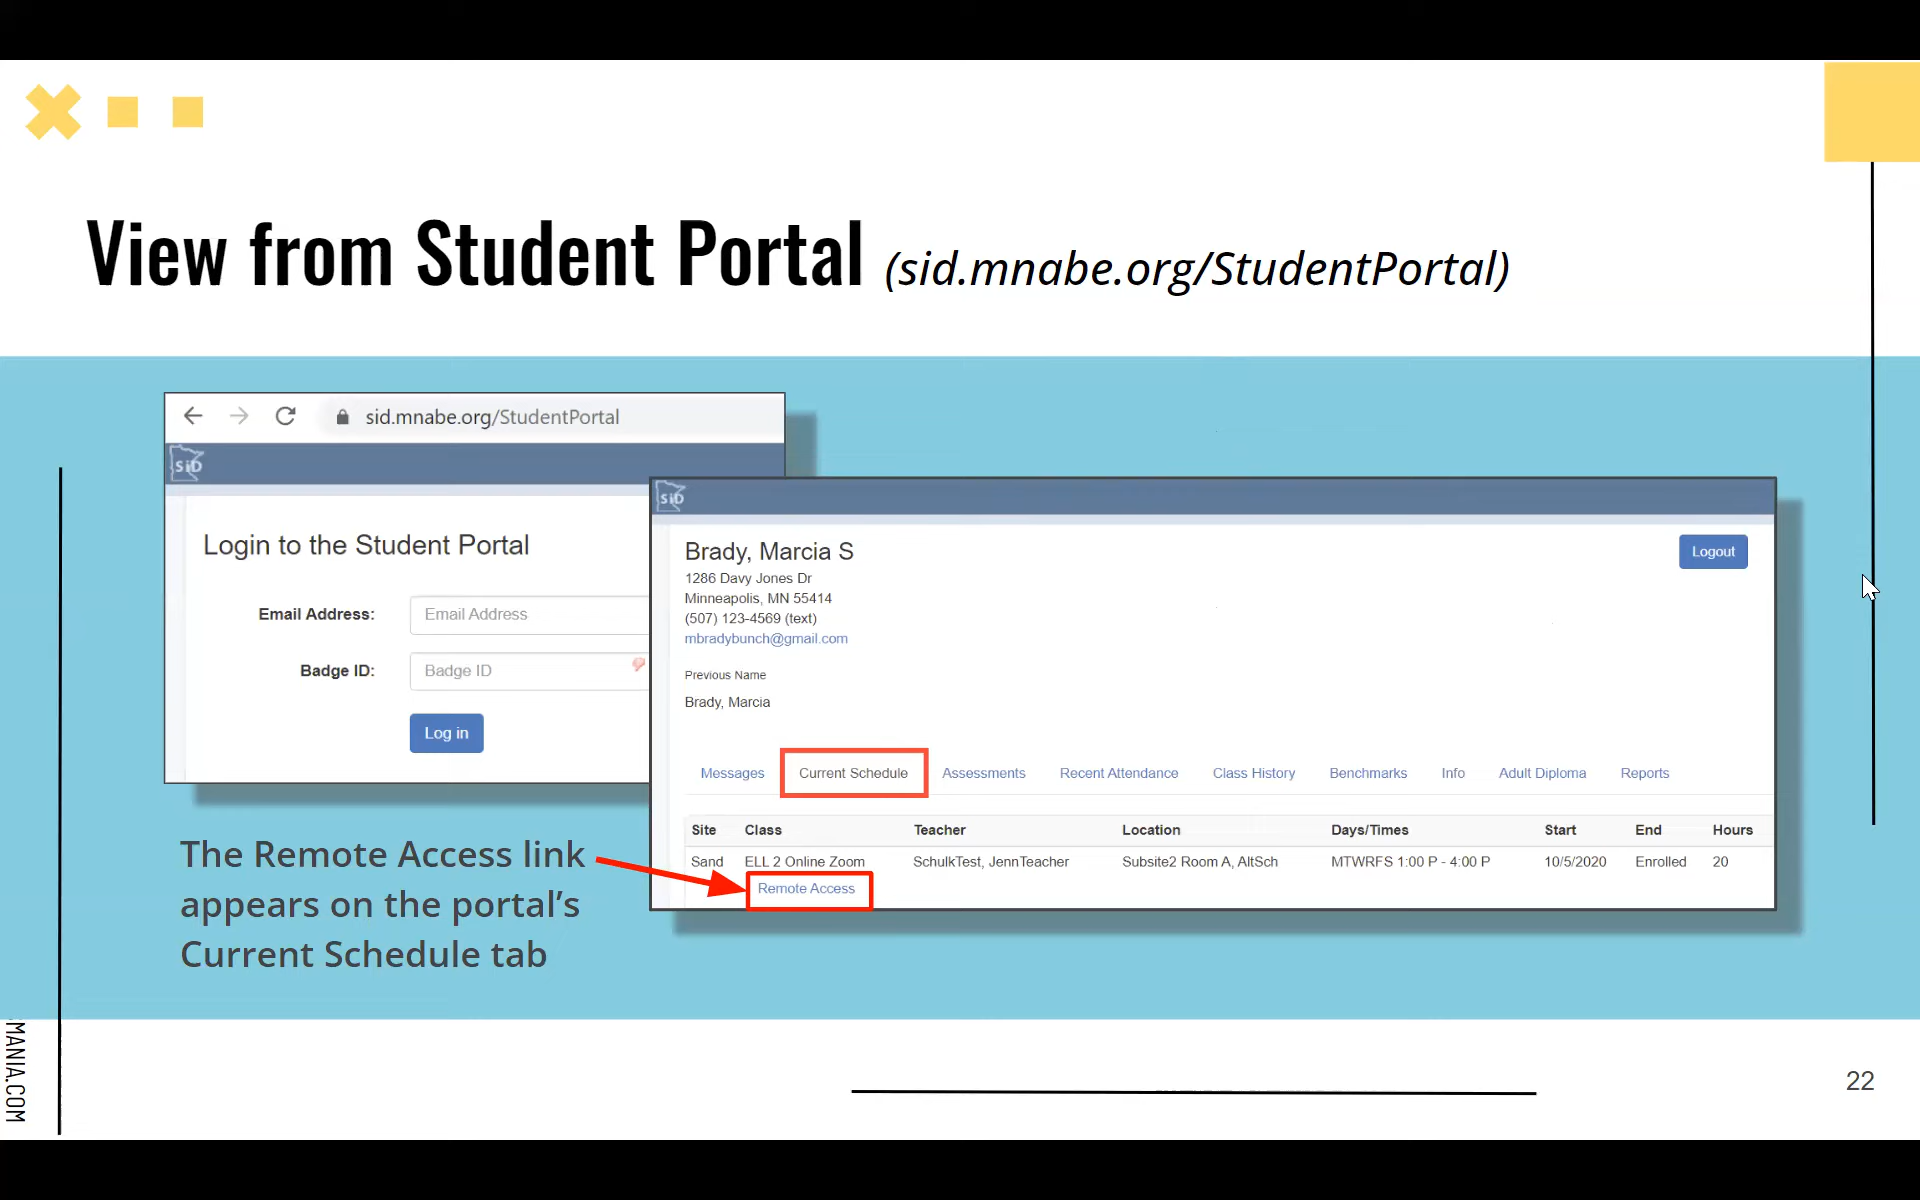 View from Student Portal (sid.mnabe.org/StudentPortal)
sid.mnabe.org/StudentPortal
SiD
Login to the Student Portal
Email Address: Email Address
Badge ID: Badge ID
Log in
SiD
Brady, Marcia S
Logout
1286 Davy Jones Dr
Minneapolis, MN 55414
(507) 123-4569 (text)
mbradybunch@gmail.com
Previous Name
Brady, Marcia
Messages Current Schedule Assessments Recent Attendance Class History Benchmarks Info Adult Diploma Reports
Site Class Teacher Location Days/Times Start End Hours
Sand ELL 2 Online Zoom SchulkTest, JennTeacher Subsite2 Room A, AltSch MTWRFS 1:00 P - 4:00 P 10/5/2020 Enrolled 20
Remote Access
The Remote Access link
appears on the portal's
Current Schedule tab
MANIA.COM
22